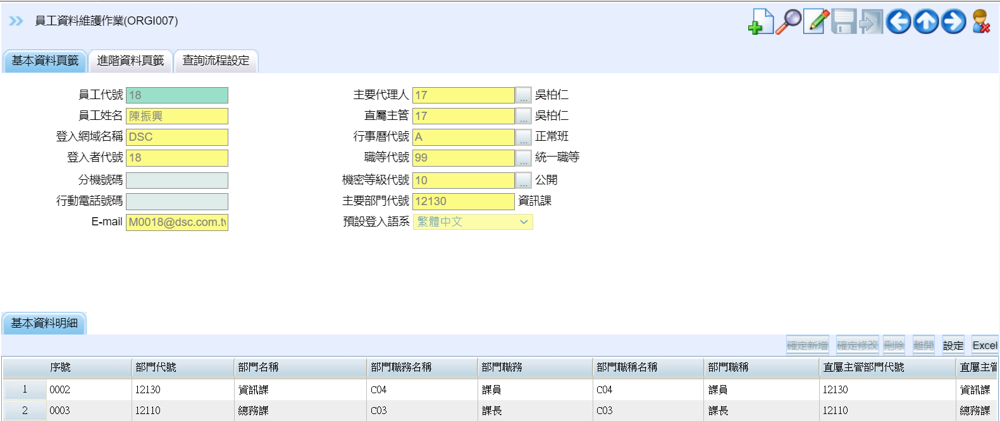 員工資料維護作業(ORGI007)
基本資料頁籤 進階資料頁籤 查詢流程設定
員工代號 18 主要代理人 17 ... 吳柏仁
員工姓名 陳振興 直屬主管 17 ... 吳柏仁
登入網域名稱 DSC 行事曆代號 A ... 正常班
登入者代號 18 職等代號 99 ... 統一職等
分機號碼 機密等級代號 10 ... 公開
行動電話號碼 主要部門代號 12130 資訊課
E-mail M0018@dsc.com.tv 預設登入語系 繁體中文
基本資料明細
確定新增 確定修改 刪除 離開 設定 Excel
序號 部門代號 部門名稱 部門職務名稱 部門職務 部門職稱名稱 部門職稱 直屬主管部門代號 直屬主管
1 0002 12130 資訊課 C04 課員 C04 課員 12130 資訊課
2 0003 12110 總務課 C03 課長 C03 課長 12110 總務課